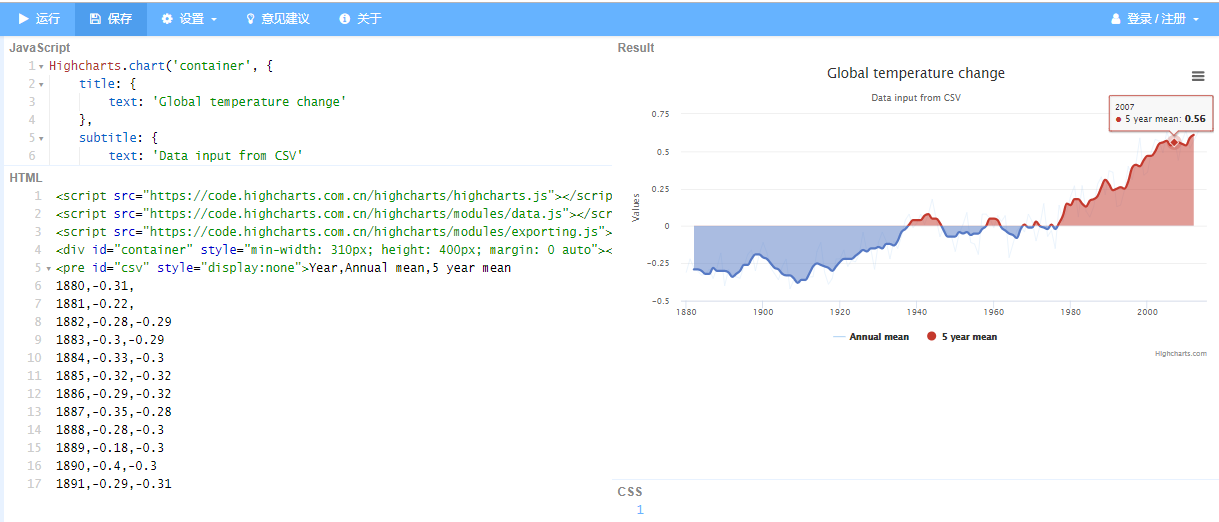 运行 保存 设置 意见建议 关于 登录 / 注册
JavaScript
1 Highcharts.chart('container', {
2 title: {
3 text: 'Global temperature change'
4 },
5 subtitle: {
6 text: 'Data input from CSV'
HTML
1 <script src="https://code.highcharts.com.cn/highcharts/highcharts.js"></scrip
2 <script src="https://code.highcharts.com.cn/highcharts/modules/data.js"></scr
3 <script src="https://code.highcharts.com.cn/highcharts/modules/exporting.js">
4 <div id="container" style="min-width: 310px; height: 400px; margin: 0 auto"><
5 <pre id="csv" style="display:none">Year,Annual mean,5 year mean
6 1880,-0.31,
7 1881,-0.22,
8 1882,-0.28,-0.29
9 1883,-0.3,-0.29
10 1884,-0.33,-0.3
11 1885,-0.32,-0.32
12 1886,-0.29,-0.32
13 1887,-0.35,-0.28
14 1888,-0.28,-0.3
15 1889,-0.18,-0.3
16 1890,-0.4,-0.3
17 1891,-0.29,-0.31
Result
Global temperature change
Data input from CSV
2007
5 year mean: 0.56
Values
0.75
0.5
0.25
0
−0.25
−0.5
1880 1900 1920 1940 1960 1980 2000
Annual mean 5 year mean
Highcharts.com
CSS
1